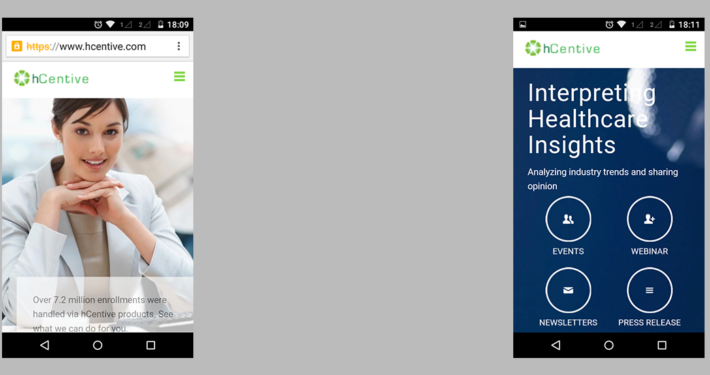 18:09
https://www.hcentive.com
hCentive
Over 7.2 million enrollments were
handled via hCentive products. See
what we can do for you.
18:11
hCentive
Interpreting
Healthcare
Insights
Analyzing industry trends and sharing
opinion
EVENTS
WEBINAR
NEWSLETTERS
PRESS RELEASE